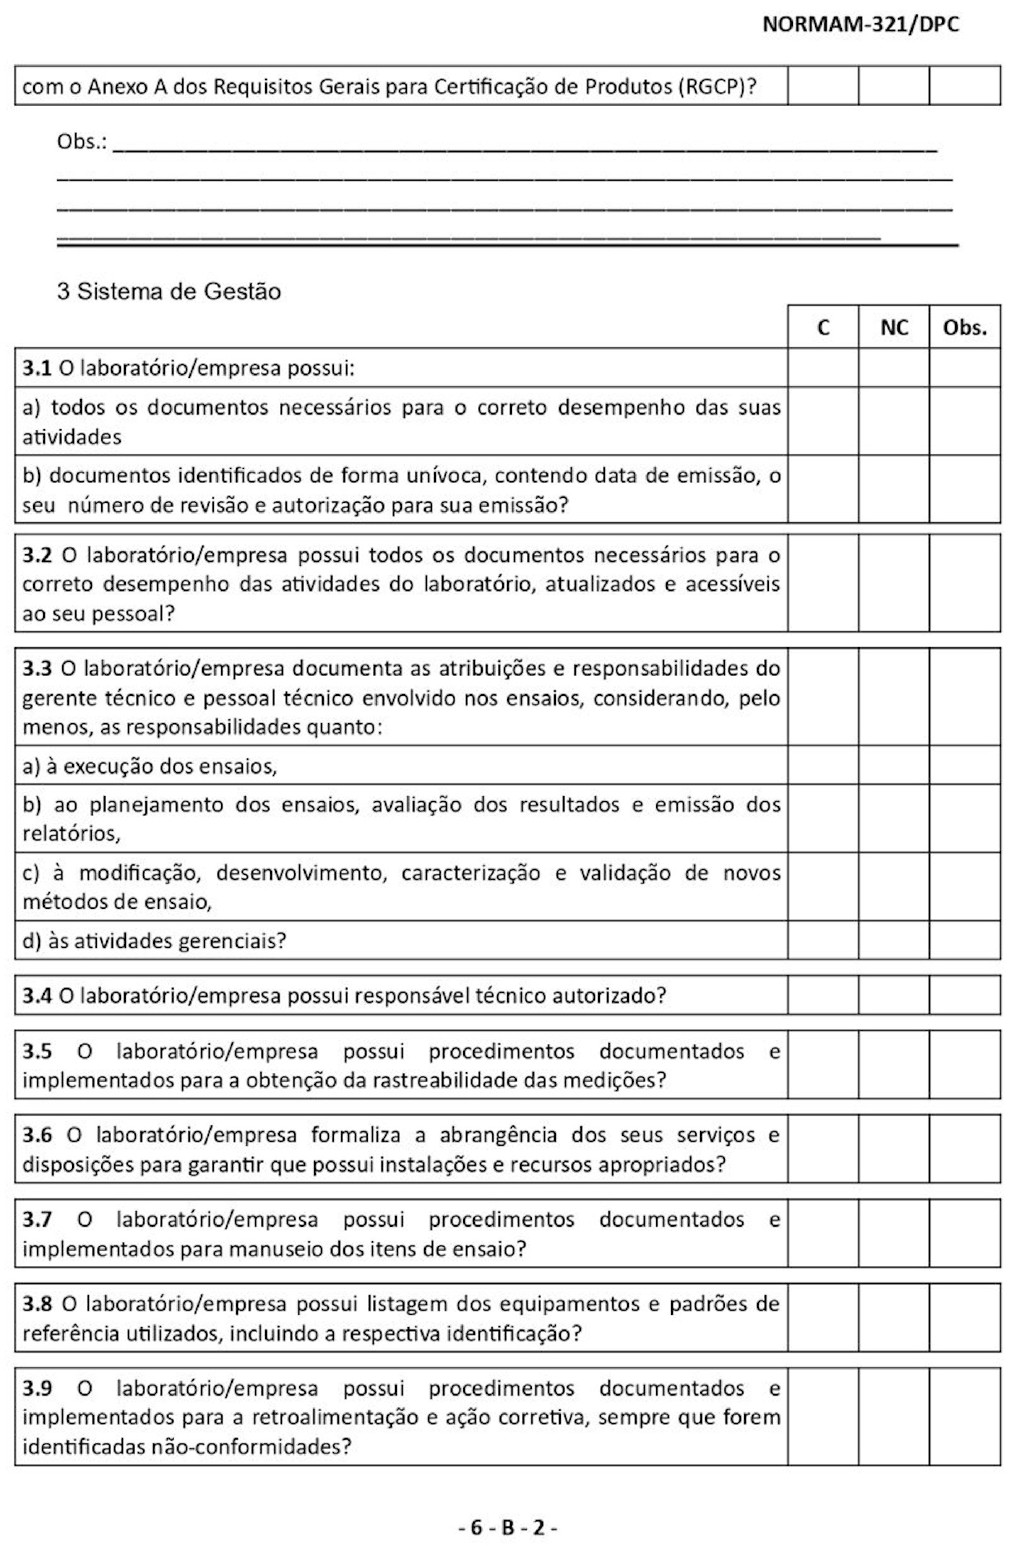 NORMAM-321/DPC
com o Anexo A dos Requisitos Gerais para Certificação de Produtos (RGCP)?
Obs.:
3 Sistema de Gestão
C NC Obs.
3.1 O laboratório/empresa possui:
a) todos os documentos necessários para o correto desempenho das suas
atividades
b) documentos identificados de forma unívoca, contendo data de emissão, o
seu número de revisão e autorização para sua emissão?
3.2 O laboratório/empresa possui todos os documentos necessários para o
correto desempenho das atividades do laboratório, atualizados e acessíveis
ao seu pessoal?
3.3 O laboratório/empresa documenta as atribuições e responsabilidades do
gerente técnico e pessoal técnico envolvido nos ensaios, considerando, pelo
menos, as responsabilidades quanto:
a) à execução dos ensaios,
b) ao planejamento dos ensaios, avaliação dos resultados e emissão dos
relatórios,
c) à modificação, desenvolvimento, caracterização e validação de novos
métodos de ensaio,
d) às atividades gerenciais?
3.4 O laboratório/empresa possui responsável técnico autorizado?
3.5 O laboratório/empresa possui procedimentos documentados e
implementados para a obtenção da rastreabilidade das medições?
3.6 O laboratório/empresa formaliza a abrangência dos seus serviços e
disposições para garantir que possui instalações e recursos apropriados?
3.7 O laboratório/empresa possui procedimentos documentados e
implementados para manuseio dos itens de ensaio?
3.8 O laboratório/empresa possui listagem dos equipamentos e padrões de
referência utilizados, incluindo a respectiva identificação?
3.9 O laboratório/empresa possui procedimentos documentados e
implementados para a retroalimentação e ação corretiva, sempre que forem
identificadas não-conformidades?
- 6 - B - 2 -